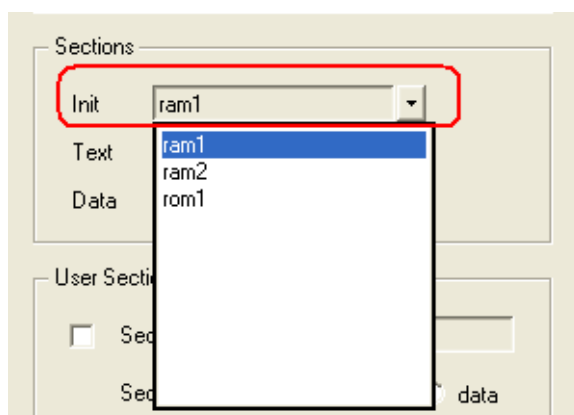 Sections
Init ram1
Text ram1
ram2
Data rom1
User Secti
Sec
Sec data